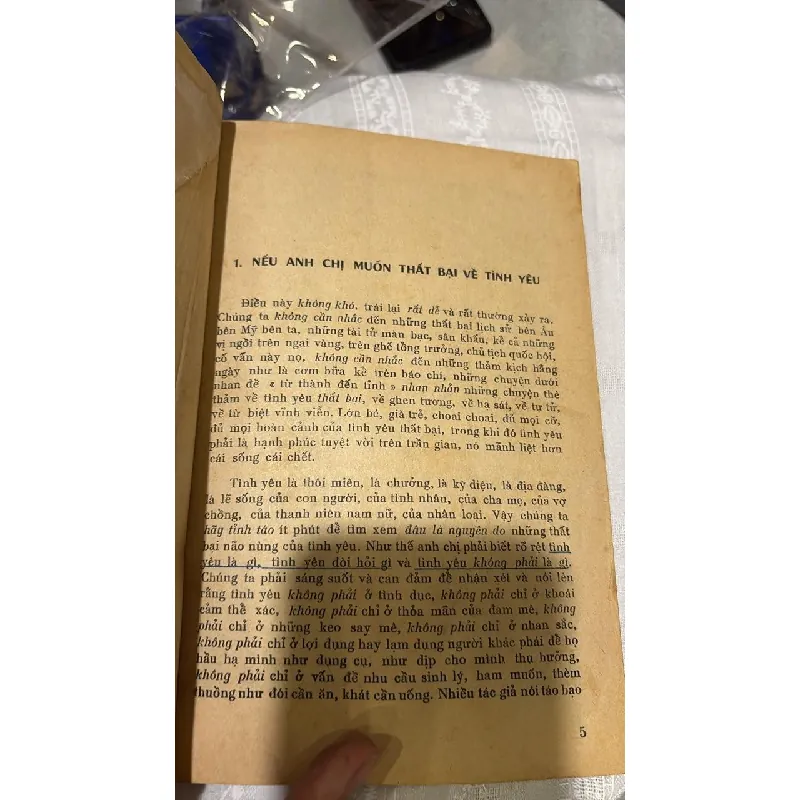 1. NẾU ANH CHỊ MUỐN THẤT BẠI VỀ TÌNH YÊU
Điều này không khó, trái lại rất dễ và rất thường xảy ra.
Chúng ta không cần nhắc đến những thất bại lịch sử bên Âu
bên Mỹ bên ta, những tài tử màn bạc, sân khấu, kể cả những
vị ngồi trên ngai vàng, trên ghế tổng trưởng, chủ tịch quốc hội,
cố vấn này nọ, không cần nhắc đến những thảm kịch hằng
ngày như là cơm bữa kể trên báo chí, những chuyện dưới
nhan đề « từ thành đến tỉnh » nhan nhản những chuyện thê
thảm về tình yêu thất bại, về ghen tương, về hạ sát, về tự tử,
về từ biệt vĩnh viễn. Lớn bé, già trẻ, choai choai, đủ mọi cỡ,
đủ mọi hoàn cảnh của tình yêu thất bại, trong khi đó tình yêu
phải là hạnh phúc tuyệt vời trên trần gian, nó mãnh liệt hơn
cái sống cái chết.
Tình yêu là thôi miên, là chưởng, là kỳ diệu, là địa đàng,
là lẽ sống của con người, của tình nhân, của cha mẹ, của vợ
chồng, của thanh niên nam nữ, của nhân loại. Vậy chúng ta
hãy tỉnh táo ít phút để tìm xem đâu là nguyên do những thất
bại não nùng của tình yêu. Như thế anh chị phải biết rõ rệt tình
yêu là gì, tình yêu đòi hỏi gì và tình yêu không phải là gì.
Chúng ta phải sáng suốt và can đảm để nhận xét và nói lên
rằng tình yêu không phải ở tình dục, không phải chỉ ở khoái
cảm thể xác, không phải chỉ ở thỏa mãn của đam mê, không
phải chỉ ở những keo say mê, không phải chỉ ở nhan sắc,
không phải chỉ ở lợi dụng hay lạm dụng người khác phái để họ
hầu hạ mình như dụng cụ, như dịp cho mình thụ hưởng,
không phải chỉ ở vấn đề nhu cầu sinh lý, ham muốn, thèm
thuồng như đói cần ăn, khát cần uống. Nhiều tác giả nói táo bạo
5